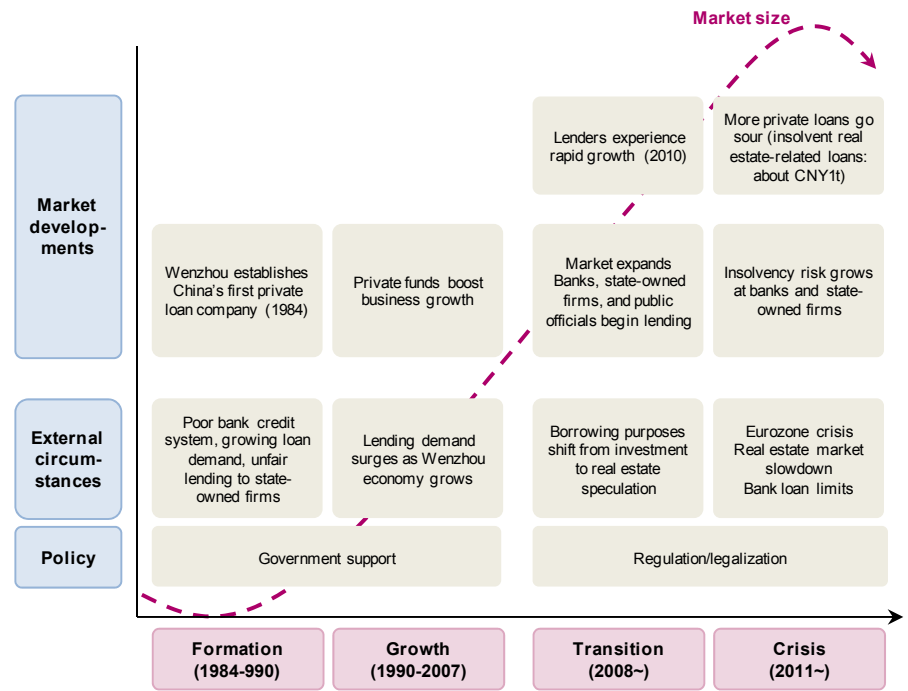 Market size
Market
develop-
ments
Lenders experience
rapid growth (2010)
More private loans go
sour (insolvent real
estate-related loans:
about CNY1t)
Wenzhou establishes
China's first private
loan company (1984)
Private funds boost
business growth
Market expands
Banks, state-owned
firms, and public
officials begin lending
Insolvency risk grows
at banks and state-
owned firms
External
circum-
stances
Poor bank credit
system, growing loan
demand, unfair
lending to state-
owned firms
Lending demand
surges as Wenzhou
economy grows
Borrowing purposes
shift from investment
to real estate
speculation
Eurozone crisis
Real estate market
slowdown
Bank loan limits
Policy
Government support
Regulation/legalization
Formation
(1984-990)
Growth
(1990-2007)
Transition
(2008~)
Crisis
(2011~)